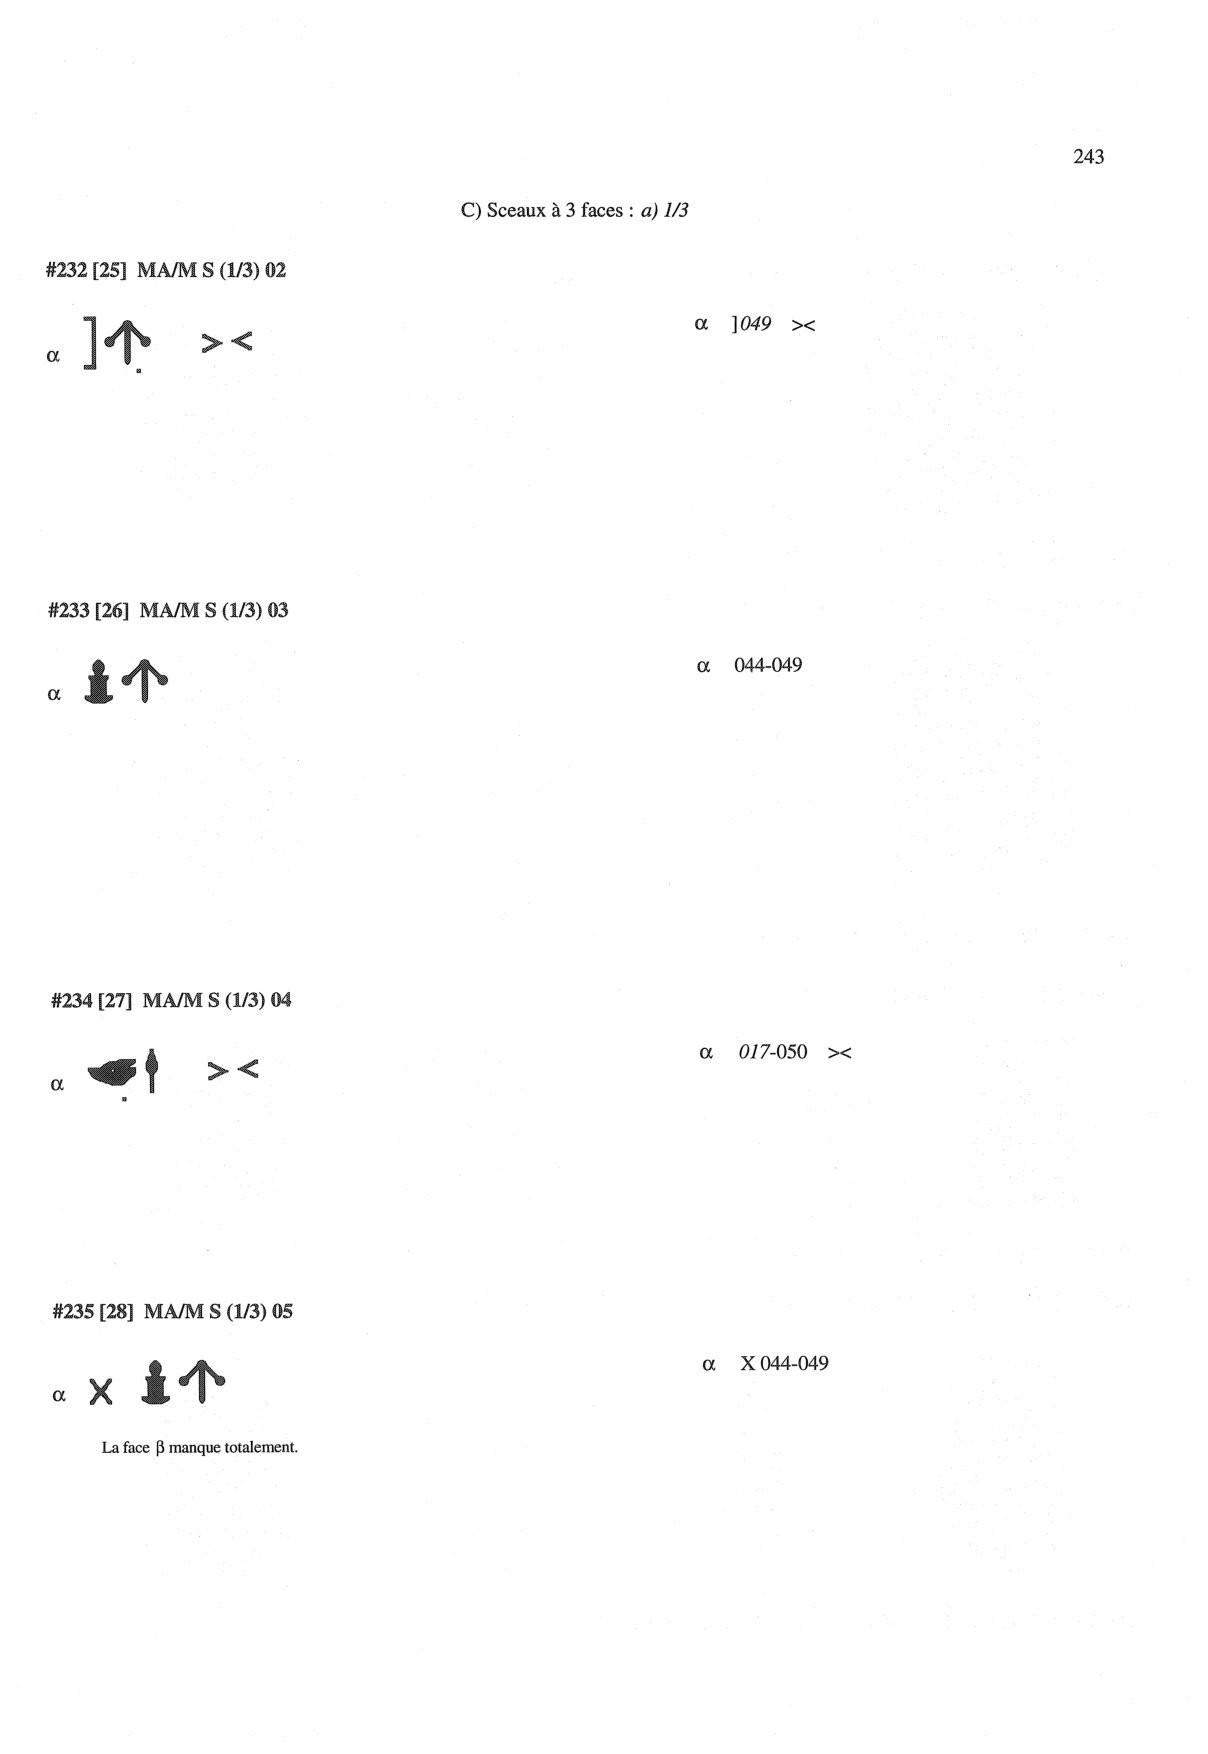 243
C) Sceaux à 3 faces : a) 1/3
#232 [25] MA/M S (1/3) 02
α ] > <
α ]049 ><
#233 [26] MA/M S (1/3) 03
α
α 044-049
#234 [27] MA/M S (1/3) 04
α > <
α 017-050 ><
#235 [28] MA/M S (1/3) 05
α X
α X 044-049
La face β manque totalement.